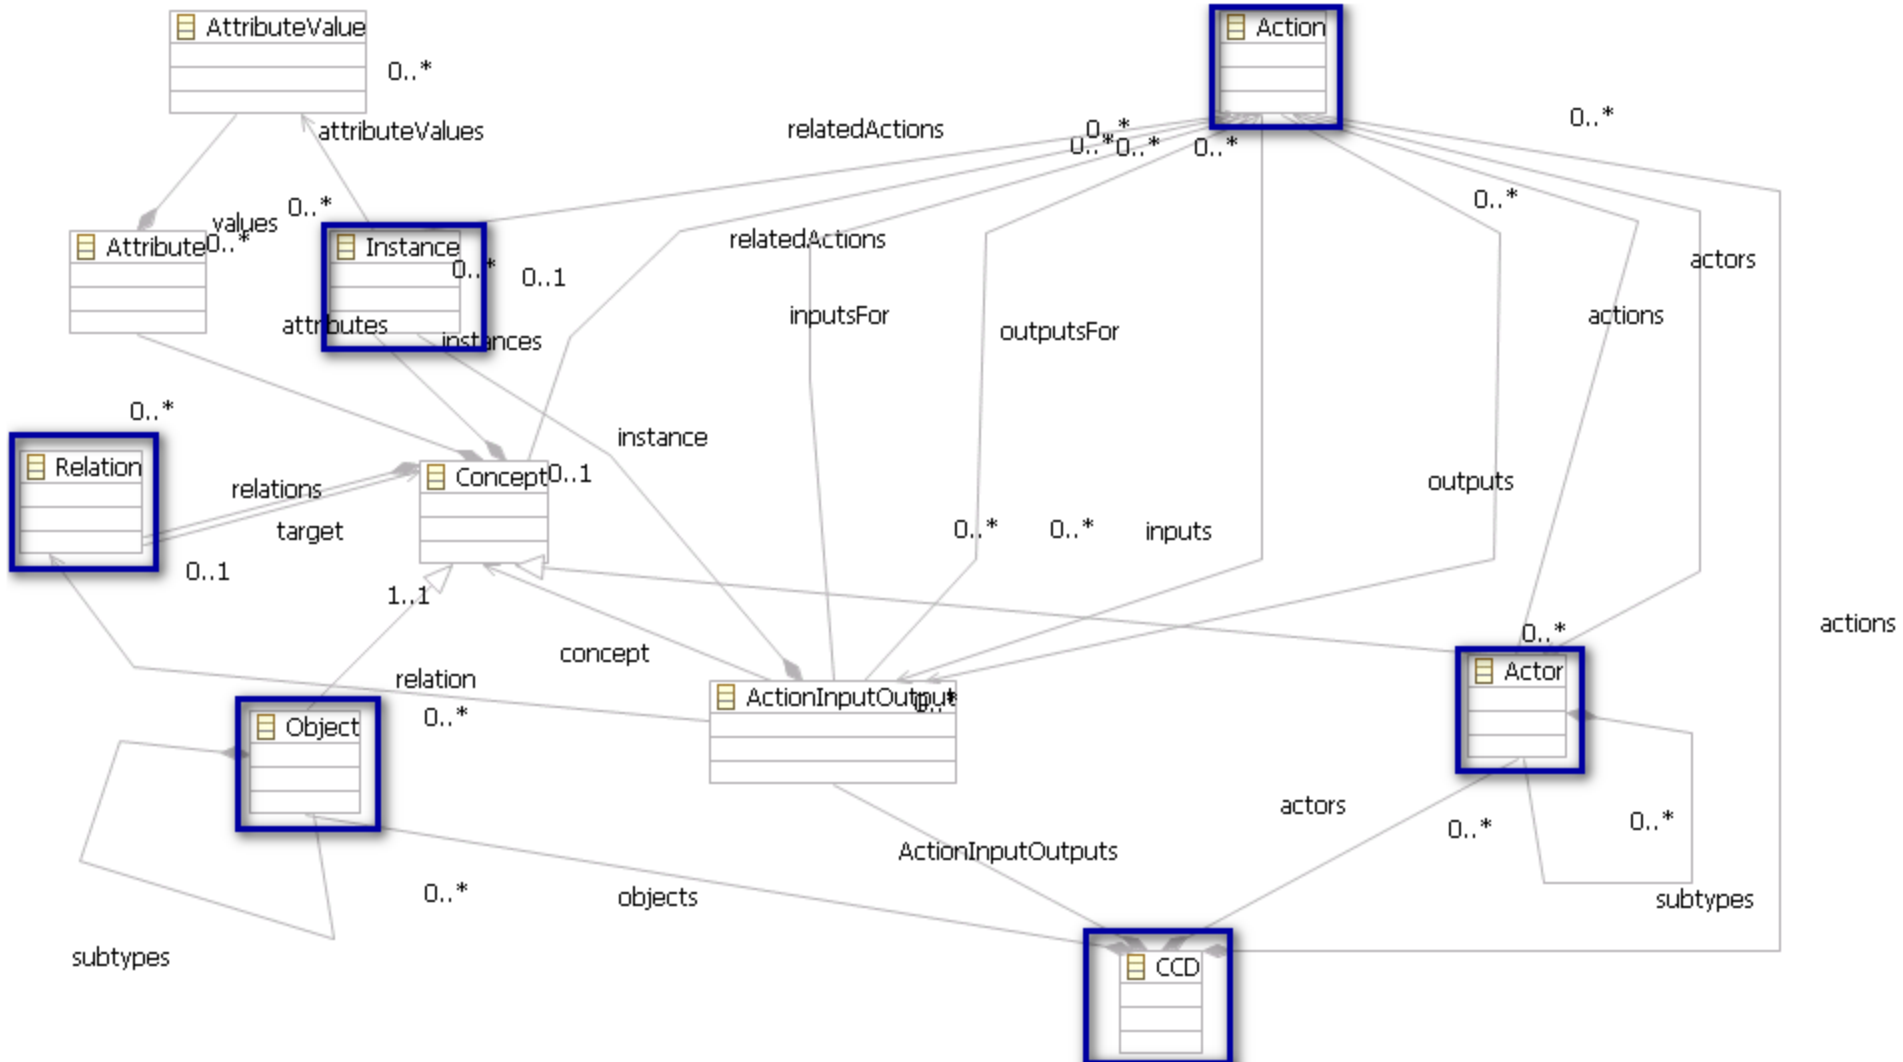 AttributeValue
Action
0..*
0..*
attributeValues
relatedActions
0..*
0..*
0..*
0..*
0..*
0..*
values
Attribute
0..*
Instance
0..*
0..1
relatedActions
actors
attributes
instances
inputsFor
outputsFor
actions
0..*
instance
Relation
Concept
0..1
relations
outputs
target
0..*
0..*
inputs
0..1
1..1
actions
0..*
concept
relation
0..*
Object
ActionInputOutput
0..*
Actor
actors
0..*
0..*
ActionInputOutputs
0..*
objects
subtypes
subtypes
CCD